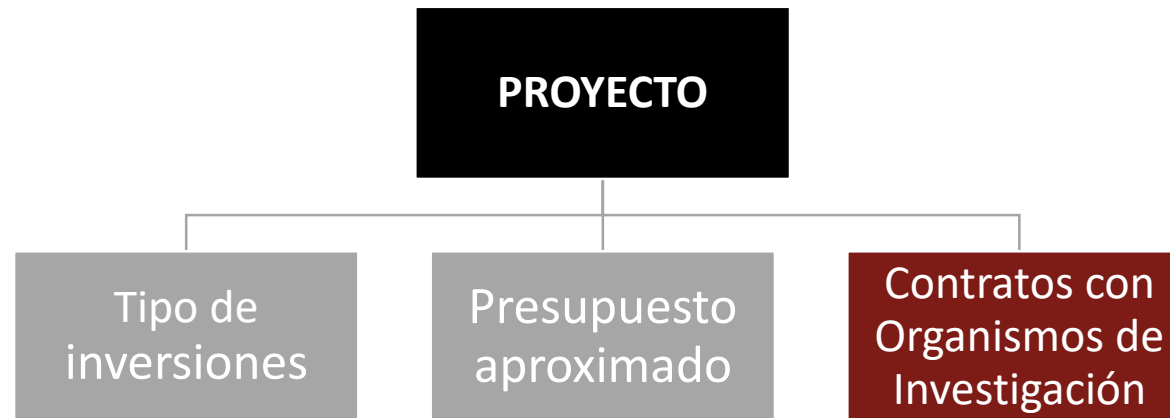 PROYECTO
Tipo de
inversiones
Presupuesto
aproximado
Contratos con
Organismos de
Investigación